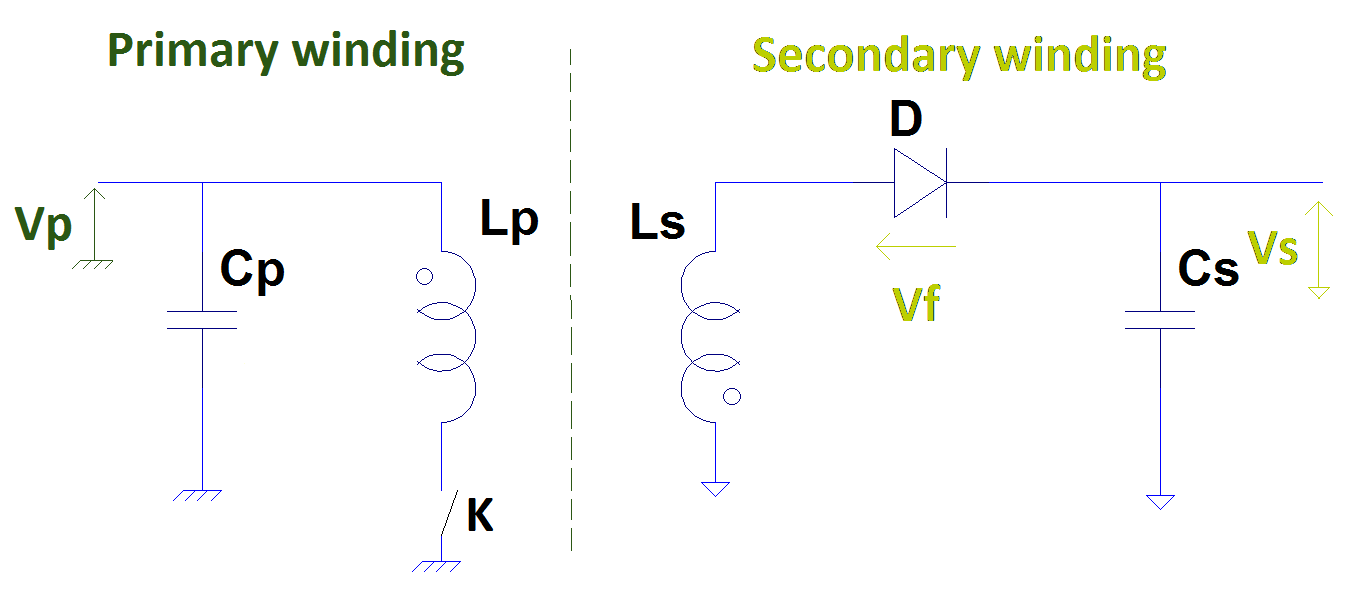 Primary winding
Secondary winding
D
Vp
Cp
Lp
Ls
Vf
Cs
Vs
K